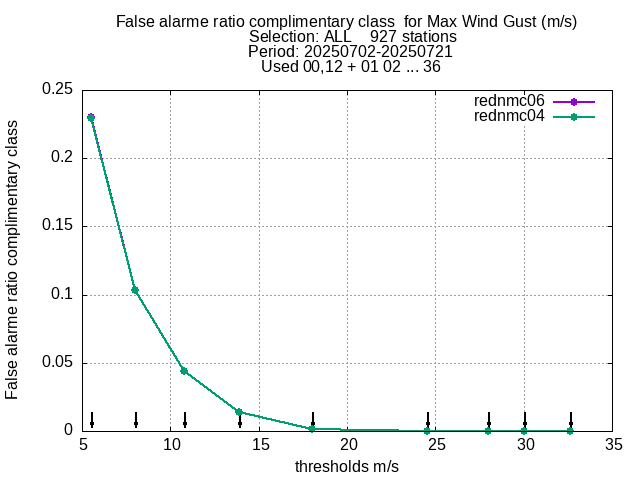 False alarme ratio complimentary class  for Max Wind Gust (m/s)
Selection: ALL    927 stations
Period: 20250702-20250721
Used 00,12 + 01 02 ... 36
rednmc06
rednmc04
False alarme ratio complimentary class
0.25
0.2
0.15
0.1
0.05
0
5 10 15 20 25 30 35
thresholds m/s